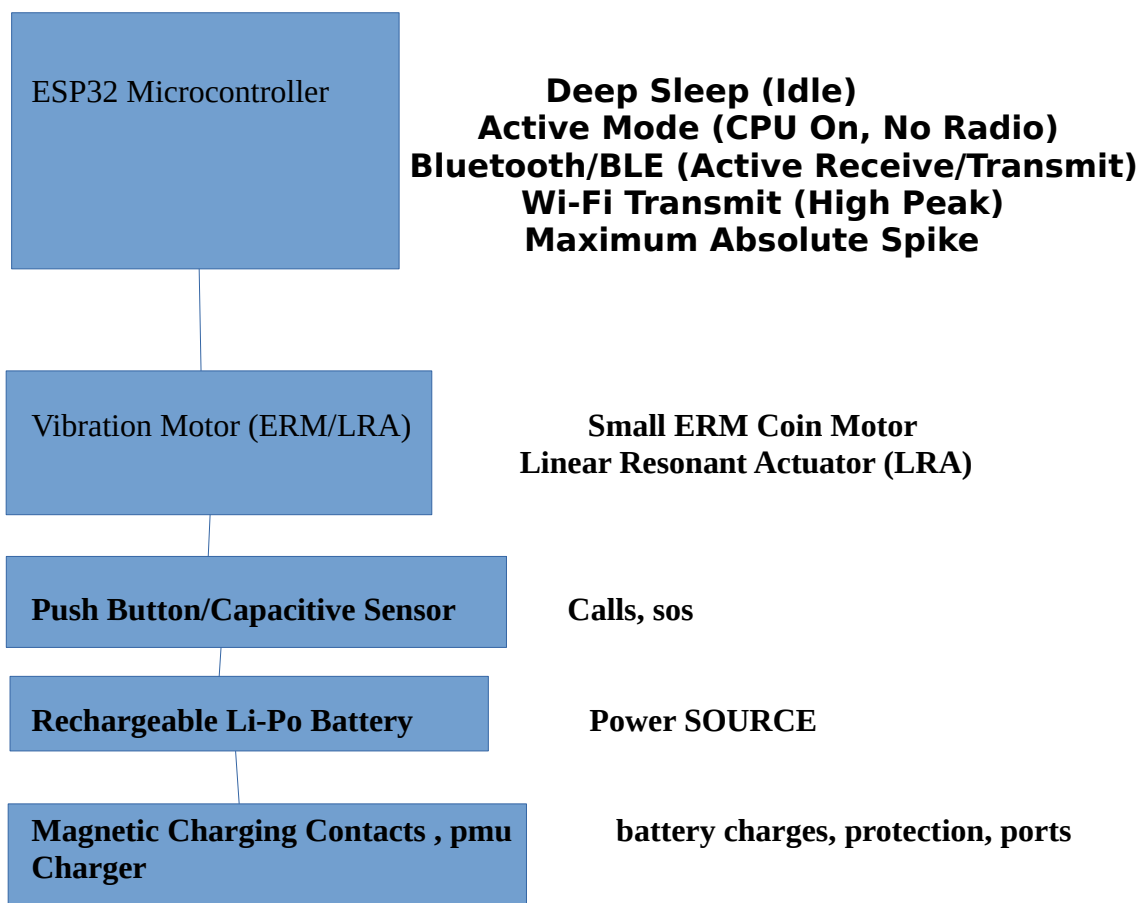 ESP32 Microcontroller
Deep Sleep (Idle)
Active Mode (CPU On, No Radio)
Bluetooth/BLE (Active Receive/Transmit)
Wi-Fi Transmit (High Peak)
Maximum Absolute Spike
Vibration Motor (ERM/LRA)
Small ERM Coin Motor
Linear Resonant Actuator (LRA)
Push Button/Capacitive Sensor
Calls, sos
Rechargeable Li-Po Battery
Power SOURCE
Magnetic Charging Contacts , pmu
Charger
battery charges, protection, ports